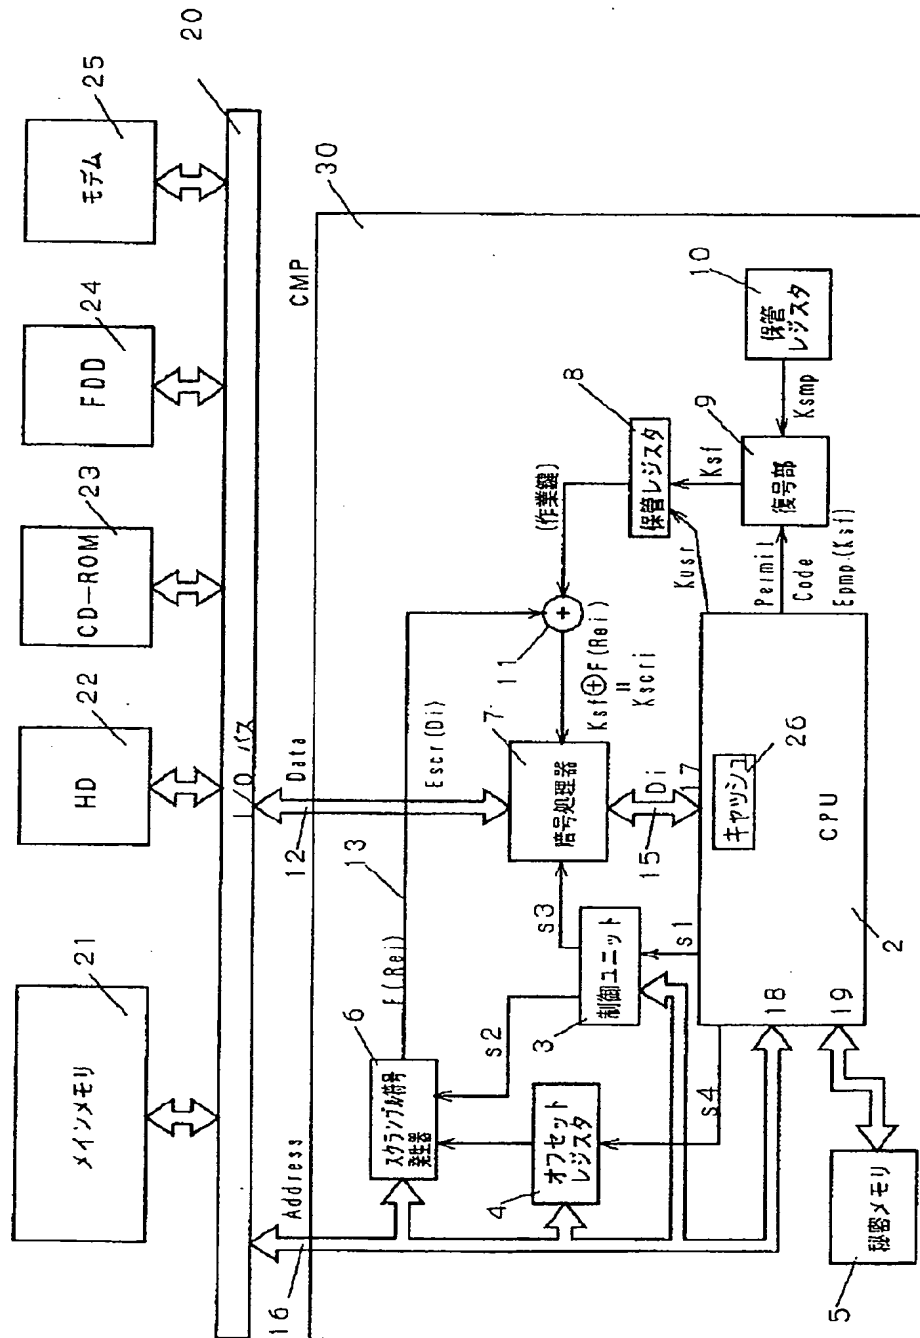 メインメモリ
21
HD
22
CD-ROM
23
FDD
24
モデム
25
20
I/O バス
16
Address
12
Data
CMP
30
13
F(Rei)
Escr(Di)
6
スクランブル符号
発生器
s2
4
オフセット
レジスタ
s4
3
制御ユニット
s1
s3
7
暗号処理器
15
Di
17
11
+
Ksf⊕F(Rei)
=
Kscri
(作業鍵)
8
保管レジスタ
Kusr
Ksf
9
復号部
Ksmp
10
保管
レジスタ
Permit
Code
Epmp(Ksf)
キャッシュ
26
CPU
2
18
19
5
秘密メモリ